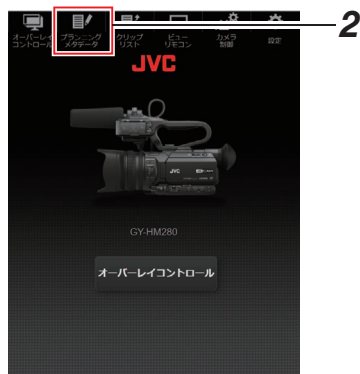 2
オーバーレイ
コントロール
プランニング
メタデータ
クリップ
リスト
ビュー
リモコン
カメラ
制御
設定
JVC
JVC
GY-HM280
オーバーレイコントロール